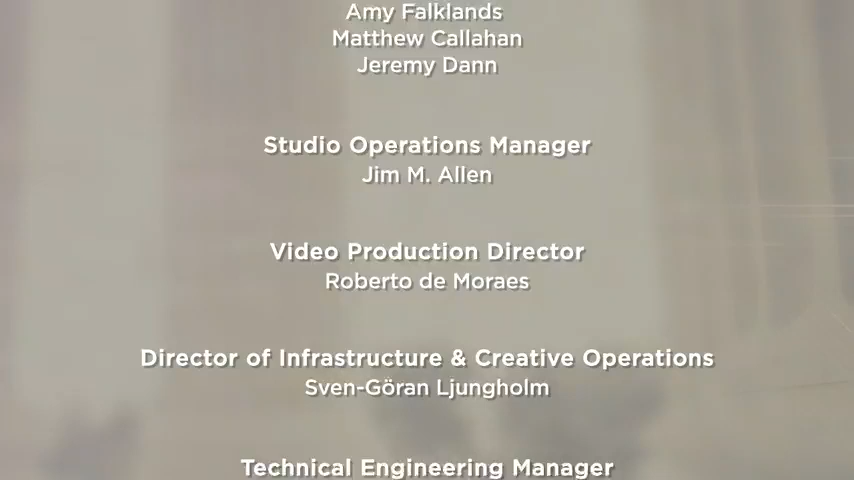 Amy Falklands
Matthew Callahan
Jeremy Dann
Studio Operations Manager
Jim M. Allen
Video Production Director
Roberto de Moraes
Director of Infrastructure & Creative Operations
Sven-Göran Ljungholm
Technical Engineering Manager